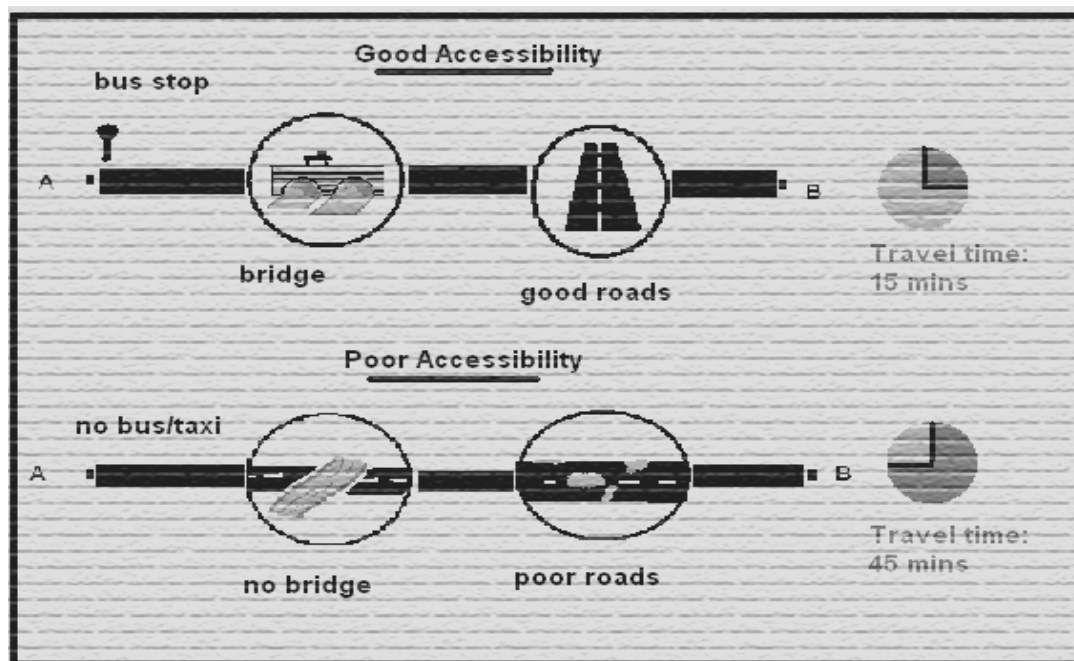 Good Accessibility
bus stop
A
B
bridge
good roads
Travel time:
15 mins
Poor Accessibility
no bus/taxi
A
B
no bridge
poor roads
Travel time:
45 mins